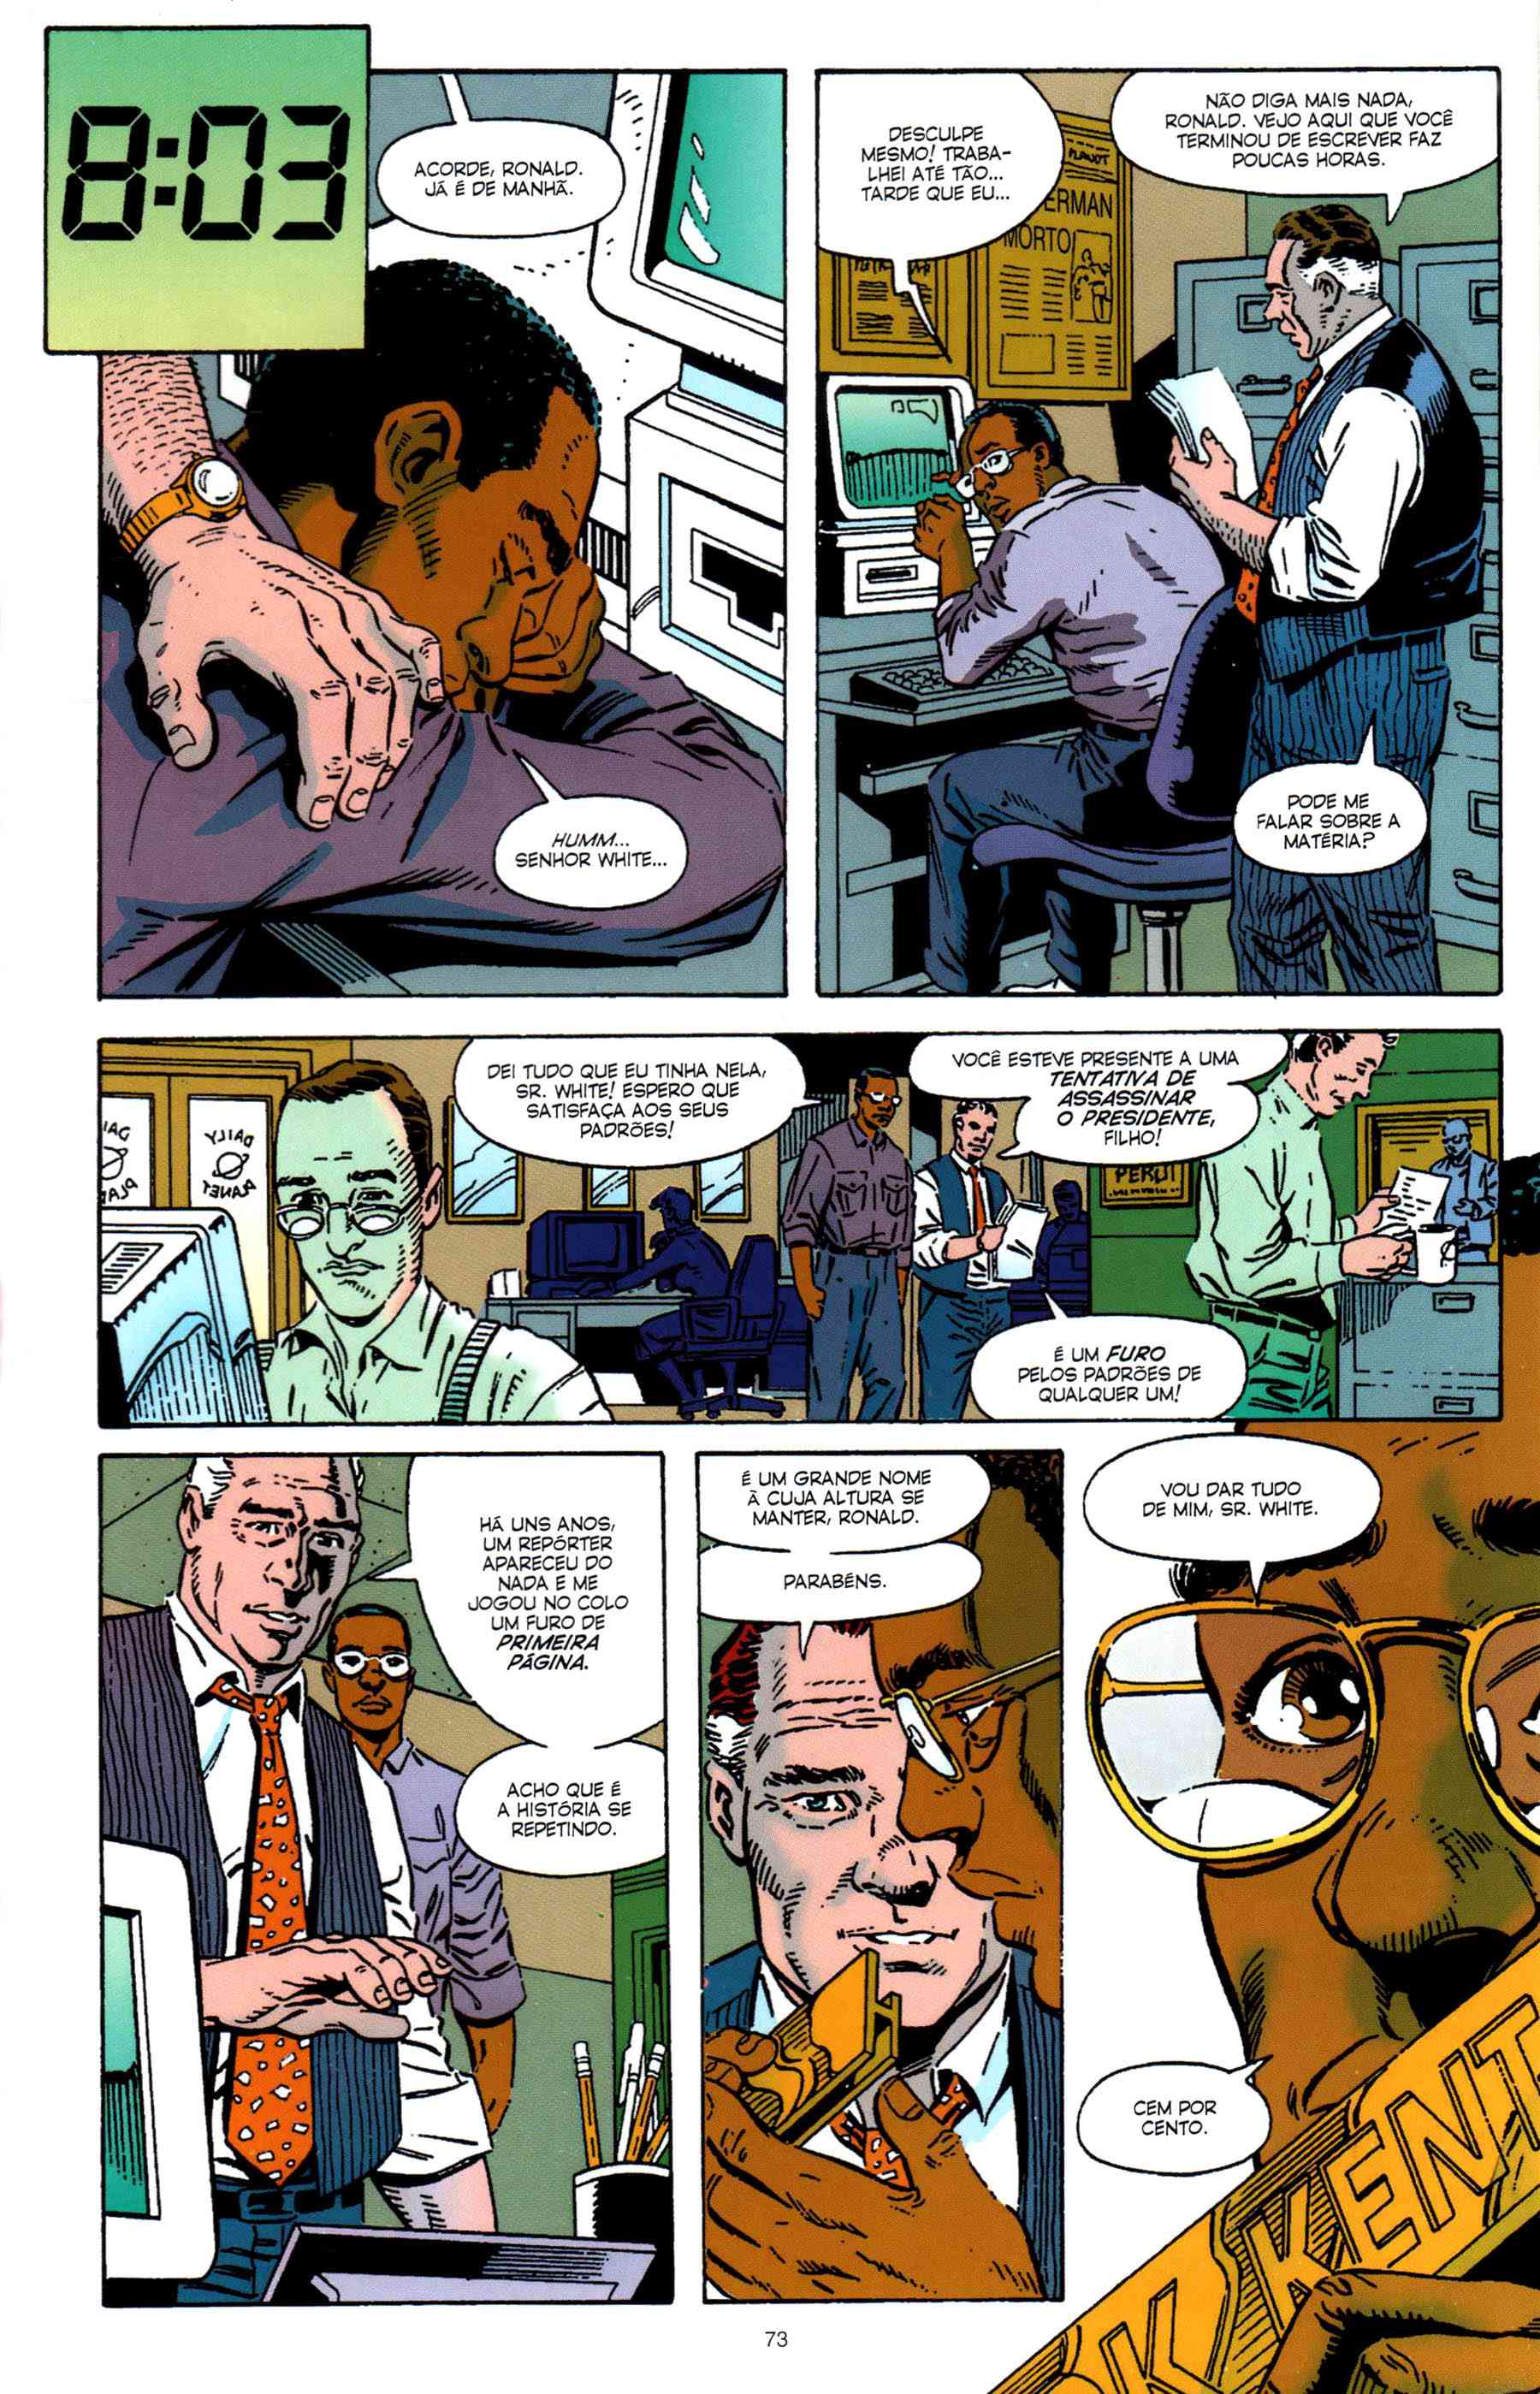 8:03
ACORDE, RONALD.
JÁ É DE MANHÃ.
HUMM...
SENHOR WHITE...
DESCULPE
MESMO! TRABA-
LHEI ATÉ TÃO...
TARDE QUE EU...
NÃO DIGA MAIS NADA,
RONALD. VEJO AQUI QUE VOCÊ
TERMINOU DE ESCREVER FAZ
POUCAS HORAS.
ERMAN
MORTO
PODE ME
FALAR SOBRE A
MATÉRIA?
DEI TUDO QUE EU TINHA NELA,
SR. WHITE! ESPERO QUE
SATISFAÇA AOS SEUS
PADRÕES!
VOCÊ ESTEVE PRESENTE A UMA
TENTATIVA DE
ASSASSINAR
O PRESIDENTE,
FILHO!
DAILY
PLANET
É UM FURO
PELOS PADRÕES DE
QUALQUER UM!
HÁ UNS ANOS,
UM REPÓRTER
APARECEU DO
NADA E ME
JOGOU NO COLO
UM FURO DE
PRIMEIRA
PÁGINA.
ACHO QUE É
A HISTÓRIA SE
REPETINDO.
É UM GRANDE NOME
À CUJA ALTURA SE
MANTER, RONALD.
PARABÉNS.
VOU DAR TUDO
DE MIM, SR. WHITE.
CEM POR
CENTO.
K KENT
73